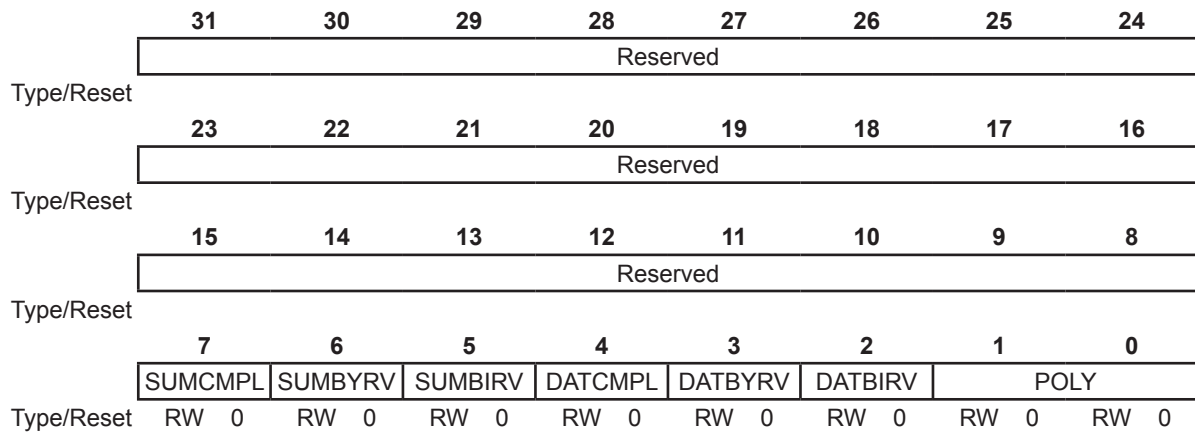 31 30 29 28 27 26 25 24
Reserved
Type/Reset
23 22 21 20 19 18 17 16
Reserved
Type/Reset
15 14 13 12 11 10 9 8
Reserved
Type/Reset
7 6 5 4 3 2 1 0
SUMCMPL SUMBYRV SUMBIRV DATCMPL DATBYRV DATBIRV POLY
Type/Reset RW 0 RW 0 RW 0 RW 0 RW 0 RW 0 RW 0 RW 0